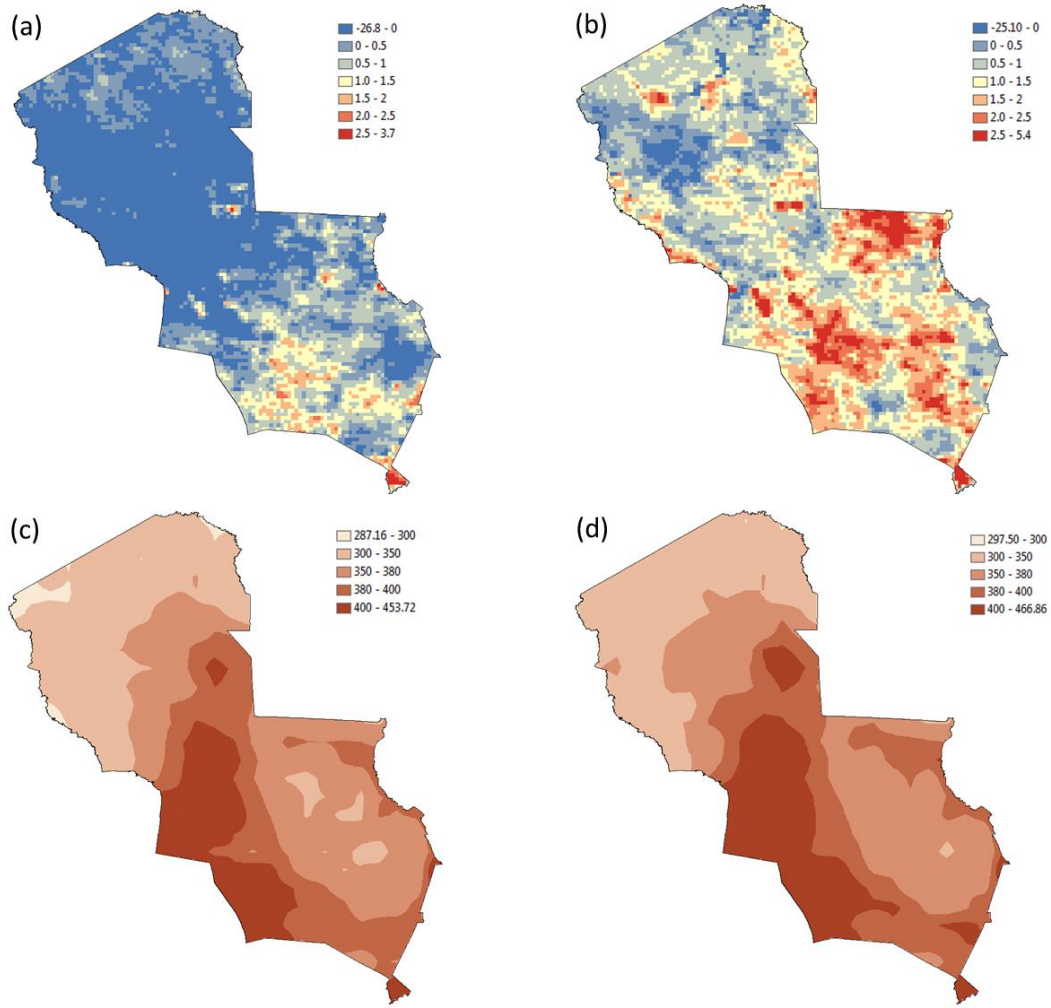 (a)
-26.8 - 0
0 - 0.5
0.5 - 1
1.0 - 1.5
1.5 - 2
2.0 - 2.5
2.5 - 3.7
(b)
-25.10 - 0
0 - 0.5
0.5 - 1
1.0 - 1.5
1.5 - 2
2.0 - 2.5
2.5 - 5.4
(c)
287.16 - 300
300 - 350
350 - 380
380 - 400
400 - 453.72
(d)
297.50 - 300
300 - 350
350 - 380
380 - 400
400 - 466.86